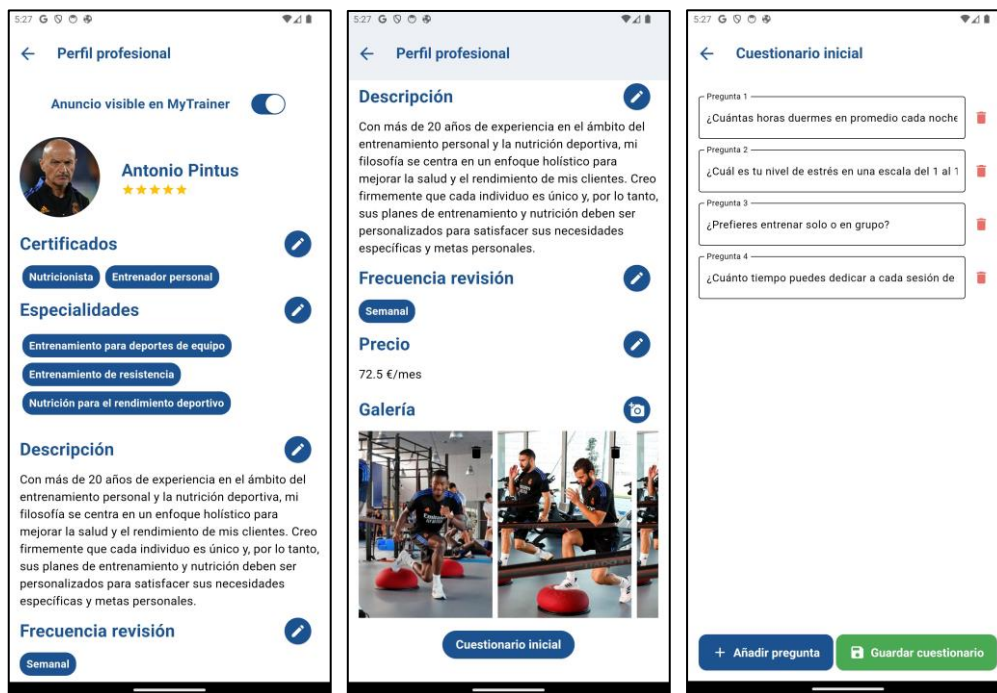 5:27 G
Perfil profesional
Anuncio visible en MyTrainer
Antonio Pintus
Certificados
Nutricionista
Entrenador personal
Especialidades
Entrenamiento para deportes de equipo
Entrenamiento de resistencia
Nutrición para el rendimiento deportivo
Descripción
Con más de 20 años de experiencia en el ámbito del
entrenamiento personal y la nutrición deportiva, mi
filosofía se centra en un enfoque holístico para
mejorar la salud y el rendimiento de mis clientes. Creo
firmemente que cada individuo es único y, por lo tanto,
sus planes de entrenamiento y nutrición deben ser
personalizados para satisfacer sus necesidades
específicas y metas personales.
Frecuencia revisión
Semanal
5:27 G
Perfil profesional
Descripción
Con más de 20 años de experiencia en el ámbito del
entrenamiento personal y la nutrición deportiva, mi
filosofía se centra en un enfoque holístico para
mejorar la salud y el rendimiento de mis clientes. Creo
firmemente que cada individuo es único y, por lo tanto,
sus planes de entrenamiento y nutrición deben ser
personalizados para satisfacer sus necesidades
específicas y metas personales.
Frecuencia revisión
Semanal
Precio
72.5 €/mes
Galería
Cuestionario inicial
5:27 G
Cuestionario inicial
Pregunta 1
¿Cuántas horas duermes en promedio cada noche
Pregunta 2
¿Cuál es tu nivel de estrés en una escala del 1 al 1
Pregunta 3
¿Prefieres entrenar solo o en grupo?
Pregunta 4
¿Cuánto tiempo puedes dedicar a cada sesión de
+ Añadir pregunta
Guardar cuestionario